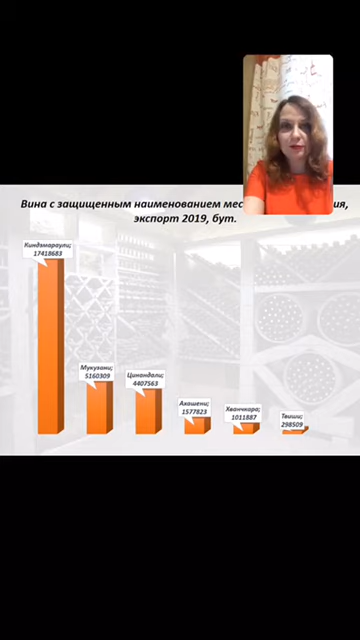 Вина с защищенным наименованием мес ия,
экспорт 2019, бут.
Киндзмараули;
17418683
Мукузани;
5160309
Цинандали;
4407563
Ахашени;
1577823
Хванчкара;
1011887
Твиши;
298509